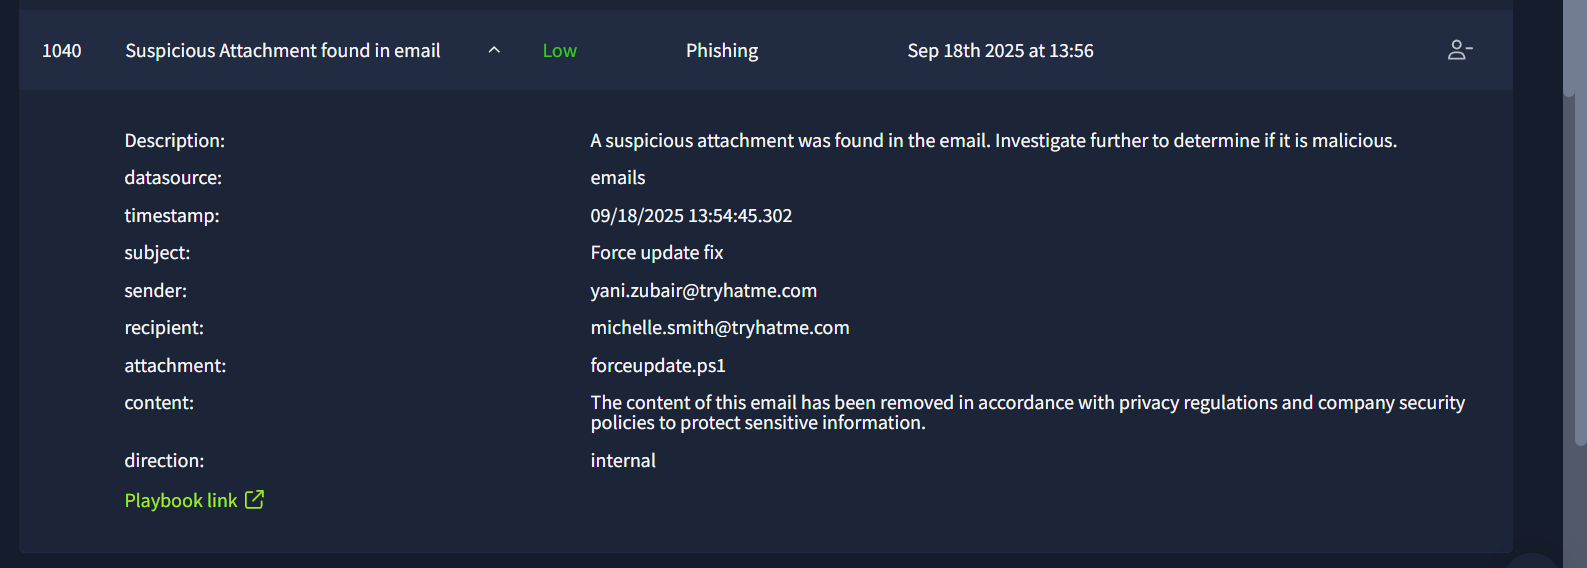 1040 Suspicious Attachment found in email Low Phishing Sep 18th 2025 at 13:56
Description: A suspicious attachment was found in the email. Investigate further to determine if it is malicious.
datasource: emails
timestamp: 09/18/2025 13:54:45.302
subject: Force update fix
sender: yani.zubair@tryhatme.com
recipient: michelle.smith@tryhatme.com
attachment: forceupdate.ps1
content: The content of this email has been removed in accordance with privacy regulations and company security
policies to protect sensitive information.
direction: internal
Playbook link